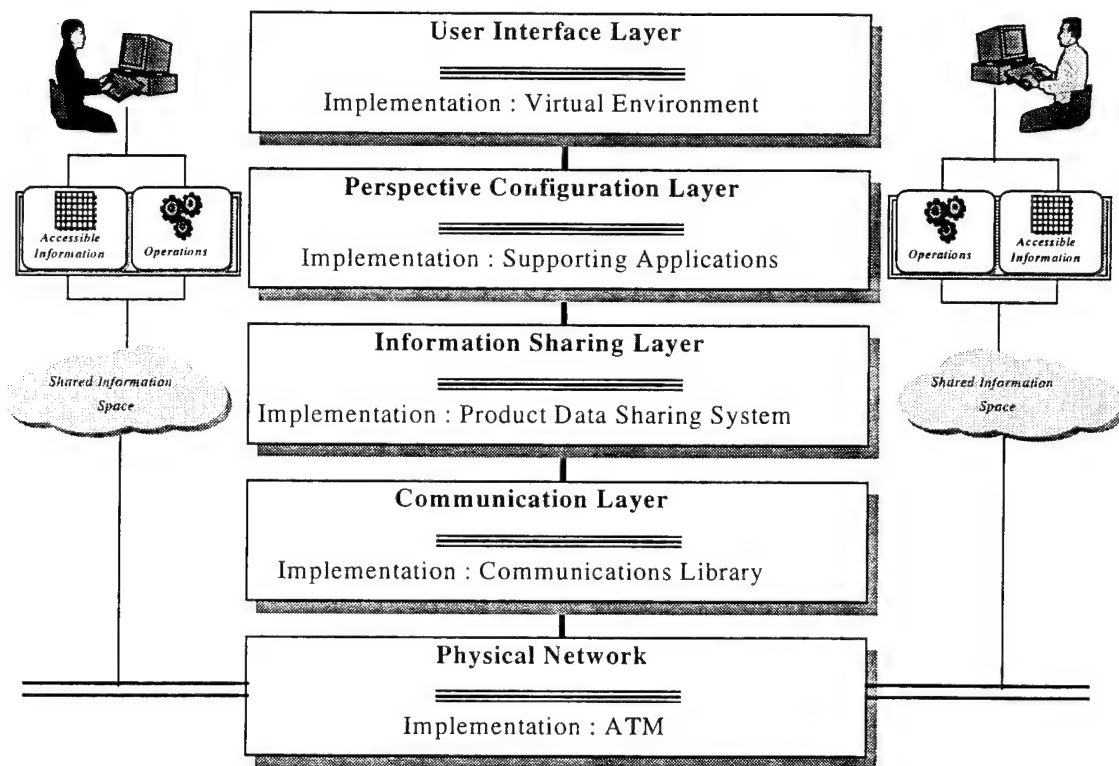 User Interface Layer
Implementation : Virtual Environment
Perspective Configuration Layer
Implementation : Supporting Applications
Accessible
Information
Operations
Operations
Accessible
Information
Information Sharing Layer
Implementation : Product Data Sharing System
Shared Information
Space
Shared Information
Space
Communication Layer
Implementation : Communications Library
Physical Network
Implementation : ATM